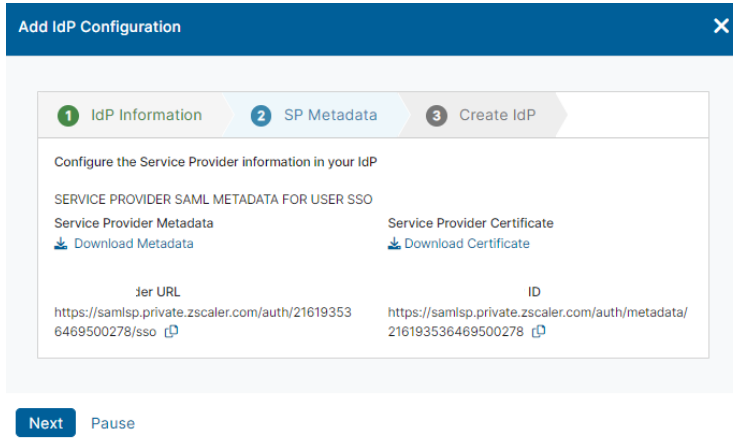 Add IdP Configuration
1 IdP Information 2 SP Metadata 3 Create IdP
Configure the Service Provider information in your IdP
SERVICE PROVIDER SAML METADATA FOR USER SSO
Service Provider Metadata Service Provider Certificate
Download Metadata Download Certificate
der URL ID
https://samlsp.private.zscaler.com/auth/21619353 https://samlsp.private.zscaler.com/auth/metadata/
6469500278/sso 216193536469500278
Next Pause